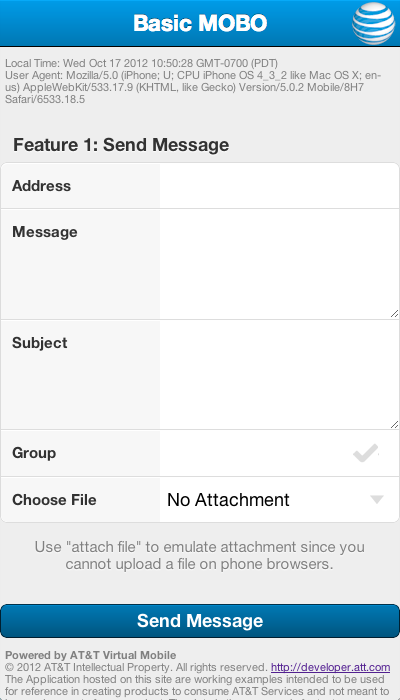 Basic MOBO
Local Time: Wed Oct 17 2012 10:50:28 GMT-0700 (PDT)
User Agent: Mozilla/5.0 (iPhone; U; CPU iPhone OS 4_3_2 like Mac OS X; en-
us) AppleWebKit/533.17.9 (KHTML, like Gecko) Version/5.0.2 Mobile/8H7
Safari/6533.18.5
Feature 1: Send Message
Address
Message
Subject
Group
Choose File No Attachment
Use "attach file" to emulate attachment since you
cannot upload a file on phone browsers.
Send Message
Powered by AT&T Virtual Mobile
© 2012 AT&T Intellectual Property. All rights reserved. http://developer.att.com
The Application hosted on this site are working examples intended to be used
for reference in creating products to consume AT&T Services and not meant to